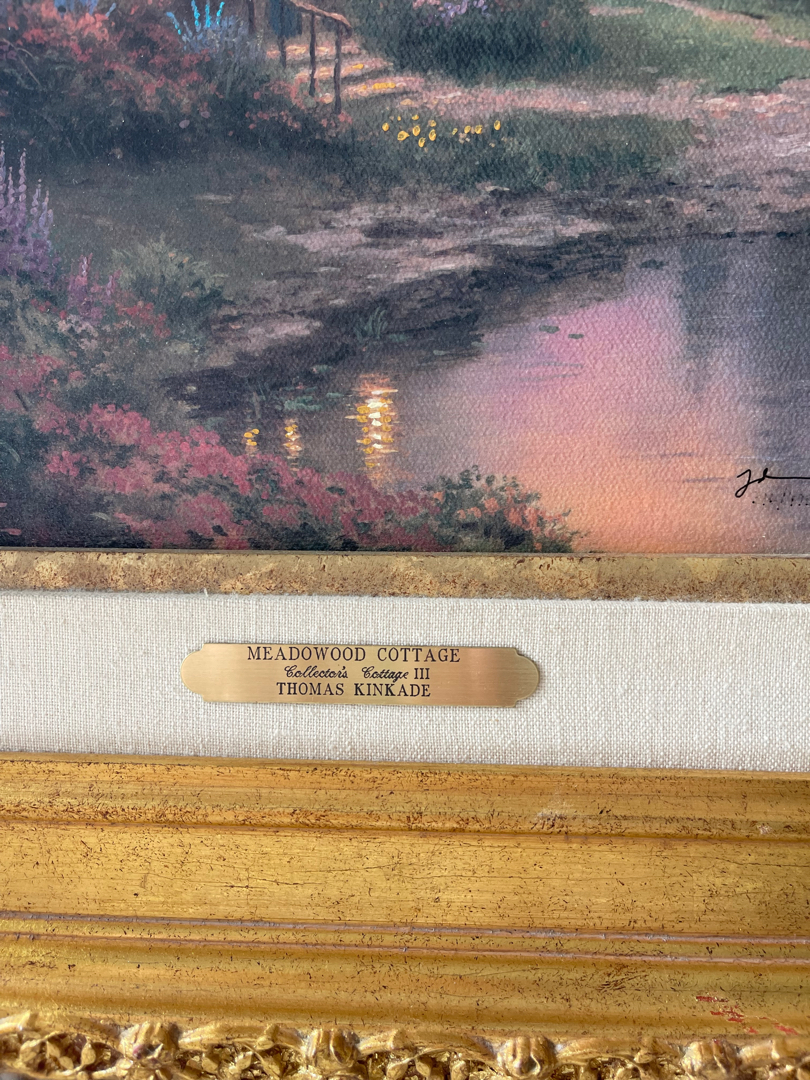 MEADOWOOD COTTAGE
Collector's Cottage III
THOMAS KINKADE